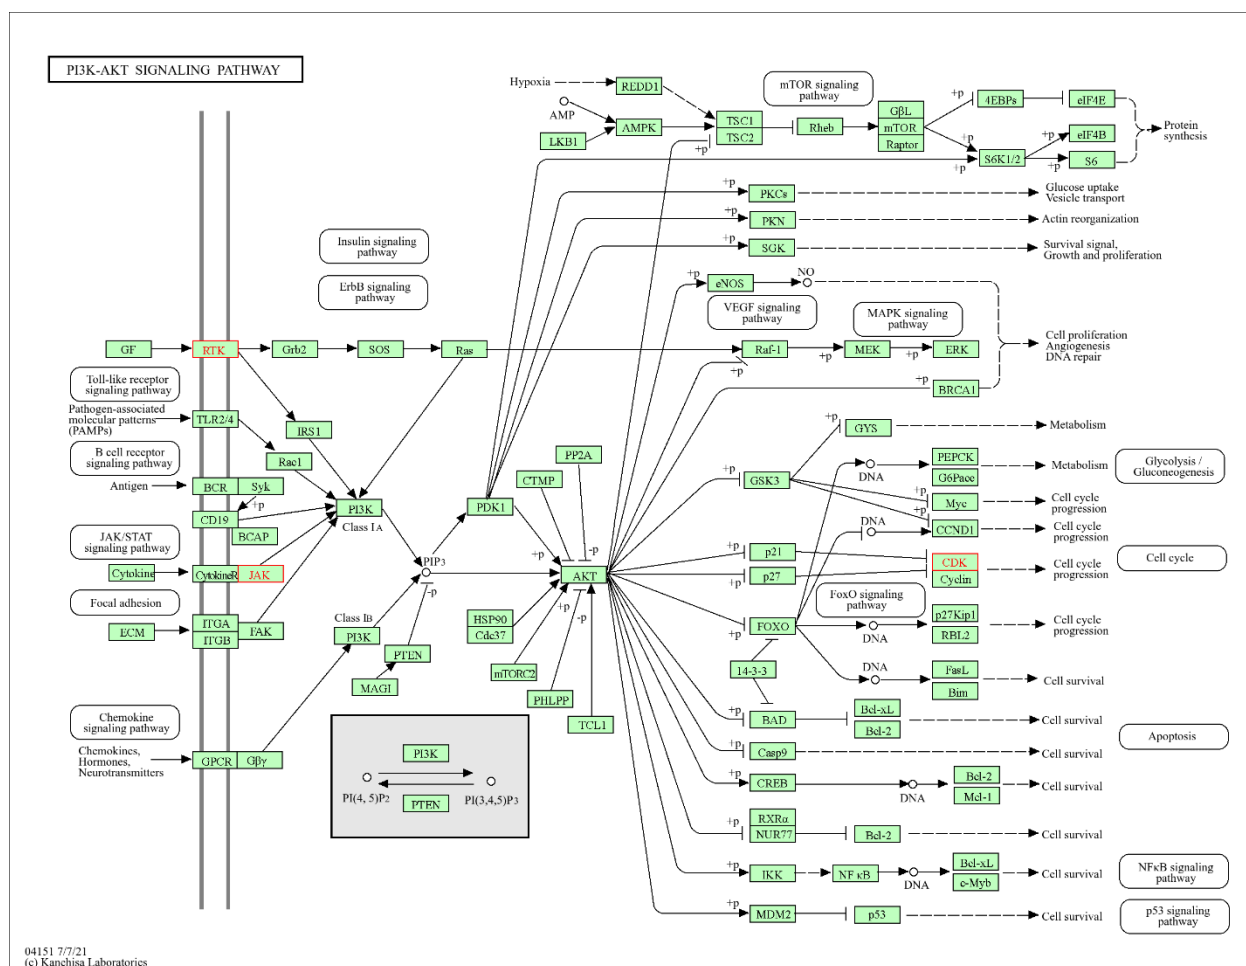 PI3K-AKT SIGNALING PATHWAY
Hypoxia
REDD1
mTOR signaling
pathway
AMP
LKB1
AMPK
TSC1
TSC2
+p
Rheb
GβL
mTOR
Raptor
+p
4EBPs
eIF4E
+p
+p
S6K1/2
+p
eIF4B
+p
S6
Protein
synthesis
+p
PKCs
Glucose uptake
Vesicle transport
+p
PKN
Actin reorganization
+p
SGK
Survival signal,
Growth and proliferation
Insulin signaling
pathway
ErbB signaling
pathway
+p
eNOS
NO
VEGF signaling
pathway
MAPK signaling
pathway
GF
RTK
Grb2
SOS
Ras
Raf-1
+p
+p
MEK
+p
ERK
Cell proliferation
Angiogenesis
DNA repair
+p
BRCA1
Toll-like receptor
signaling pathway
Pathogen-associated
molecular patterns
(PAMPs)
TLR2/4
IRS1
Rac1
B cell receptor
signaling pathway
Antigen
BCR
Syk
+p
CD19
BCAP
PI3K
Class IA
JAK/STAT
signaling pathway
Cytokine
CytokineR
JAK
Focal adhesion
ECM
ITGA
ITGB
FAK
Class IB
PI3K
PIP3
-p
PTEN
MAGI
PDK1
CTMP
PP2A
+p
-p
AKT
HSP90
Cdc37
+p
-p
mTORC2
PHLPP
TCL1
Chemokine
signaling pathway
Chemokines,
Hormones,
Neurotransmitters
GPCR
Gβγ
PI3K
PI(4, 5)P2
PI(3,4,5)P3
PTEN
+p
GYS
Metabolism
+p
GSK3
DNA
PEPCK
G6Pace
Metabolism
Glycolysis /
Gluconeogenesis
+p
Myc
Cell cycle
progression
DNA
+p
CCND1
Cell cycle
progression
+p
p21
+p
p27
CDK
Cyclin
Cell cycle
progression
Cell cycle
FoxO signaling
pathway
+p
FOXO
DNA
p27Kip1
RBL2
Cell cycle
progression
14-3-3
DNA
FasL
Bim
Cell survival
+p
BAD
Bcl-xL
Bcl-2
Cell survival
Apoptosis
+p
Casp9
Cell survival
+p
CREB
DNA
Bcl-2
Mcl-1
Cell survival
+p
RXRα
NUR77
Bcl-2
Cell survival
+p
IKK
NFκB
DNA
Bcl-xL
c-Myb
Cell survival
NFκB signaling
pathway
+p
MDM2
p53
Cell survival
p53 signaling
pathway
04151 7/7/21
(c) Kanehisa Laboratories